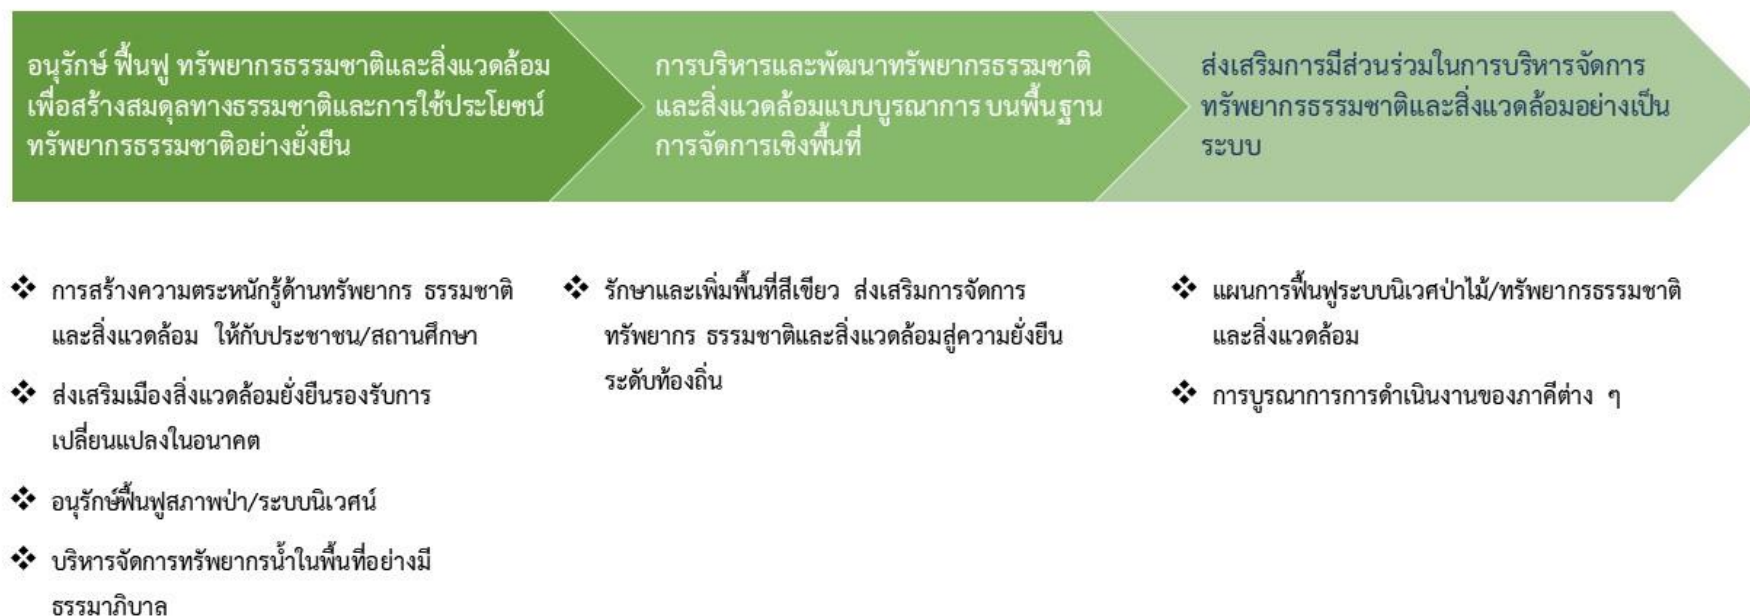 อนุรักษ์ ฟื้นฟู ทรัพยากรธรรมชาติและสิ่งแวดล้อม
เพื่อสร้างสมดุลทางธรรมชาติและการใช้ประโยชน์
ทรัพยากรธรรมชาติอย่างยั่งยืน
การบริหารและพัฒนาทรัพยากรธรรมชาติ
และสิ่งแวดล้อมแบบบูรณาการ บนพื้นฐาน
การจัดการเชิงพื้นที่
ส่งเสริมการมีส่วนร่วมในการบริหารจัดการ
ทรัพยากรธรรมชาติและสิ่งแวดล้อมอย่างเป็น
ระบบ
❖ การสร้างความตระหนักรู้ด้านทรัพยากร ธรรมชาติ
และสิ่งแวดล้อม ให้กับประชาชน/สถานศึกษา
❖ ส่งเสริมเมืองสิ่งแวดล้อมยั่งยืนรองรับการ
เปลี่ยนแปลงในอนาคต
❖ อนุรักษ์ฟื้นฟูสภาพป่า/ระบบนิเวศน์
❖ บริหารจัดการทรัพยากรน้ำในพื้นที่อย่างมี
ธรรมาภิบาล
❖ รักษาและเพิ่มพื้นที่สีเขียว ส่งเสริมการจัดการ
ทรัพยากร ธรรมชาติและสิ่งแวดล้อมสู่ความยั่งยืน
ระดับท้องถิ่น
❖ แผนการฟื้นฟูระบบนิเวศป่าไม้/ทรัพยากรธรรมชาติ
และสิ่งแวดล้อม
❖ การบูรณาการการดำเนินงานของภาคีต่าง ๆ